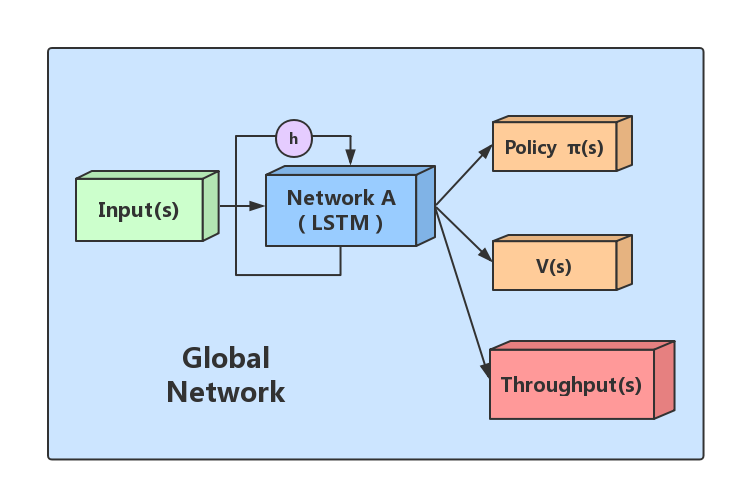 h
Policy π(s)
Input(s)
Network A
( LSTM )
V(s)
Global
Network
Throughput(s)